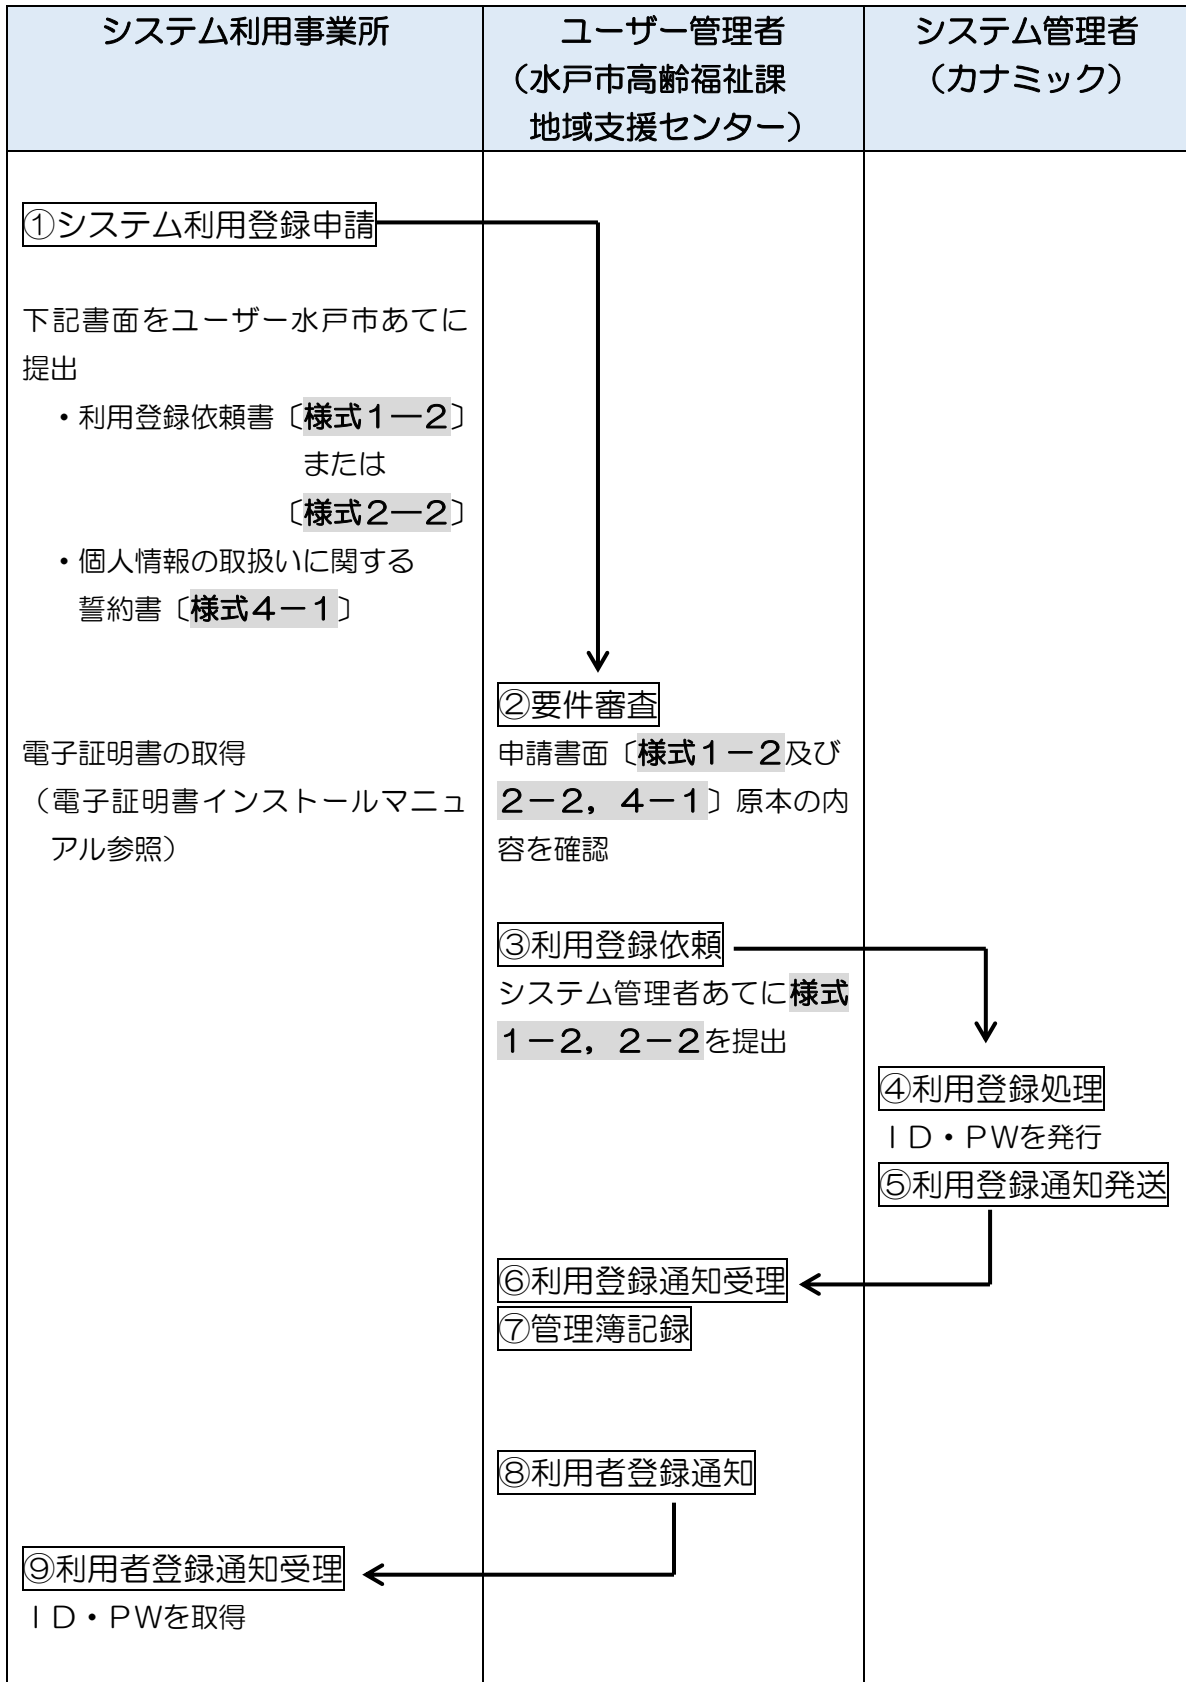 システム利用事業所
ユーザー管理者
（水戸市高齢福祉課
地域支援センター）
システム管理者
（カナミック）
①システム利用登録申請
下記書面をユーザー水戸市あてに
提出
・利用登録依頼書〔様式１―２〕
または
〔様式２―２〕
・個人情報の取扱いに関する
誓約書〔様式４－１〕
電子証明書の取得
（電子証明書インストールマニュ
アル参照）
②要件審査
申請書面〔様式１－２及び
２－２，４－１〕原本の内
容を確認
③利用登録依頼
システム管理者あてに様式
１－２，２－２を提出
④利用登録処理
ＩＤ・ＰＷを発行
⑤利用登録通知発送
⑥利用登録通知受理
⑦管理簿記録
⑧利用者登録通知
⑨利用者登録通知受理
ＩＤ・ＰＷを取得